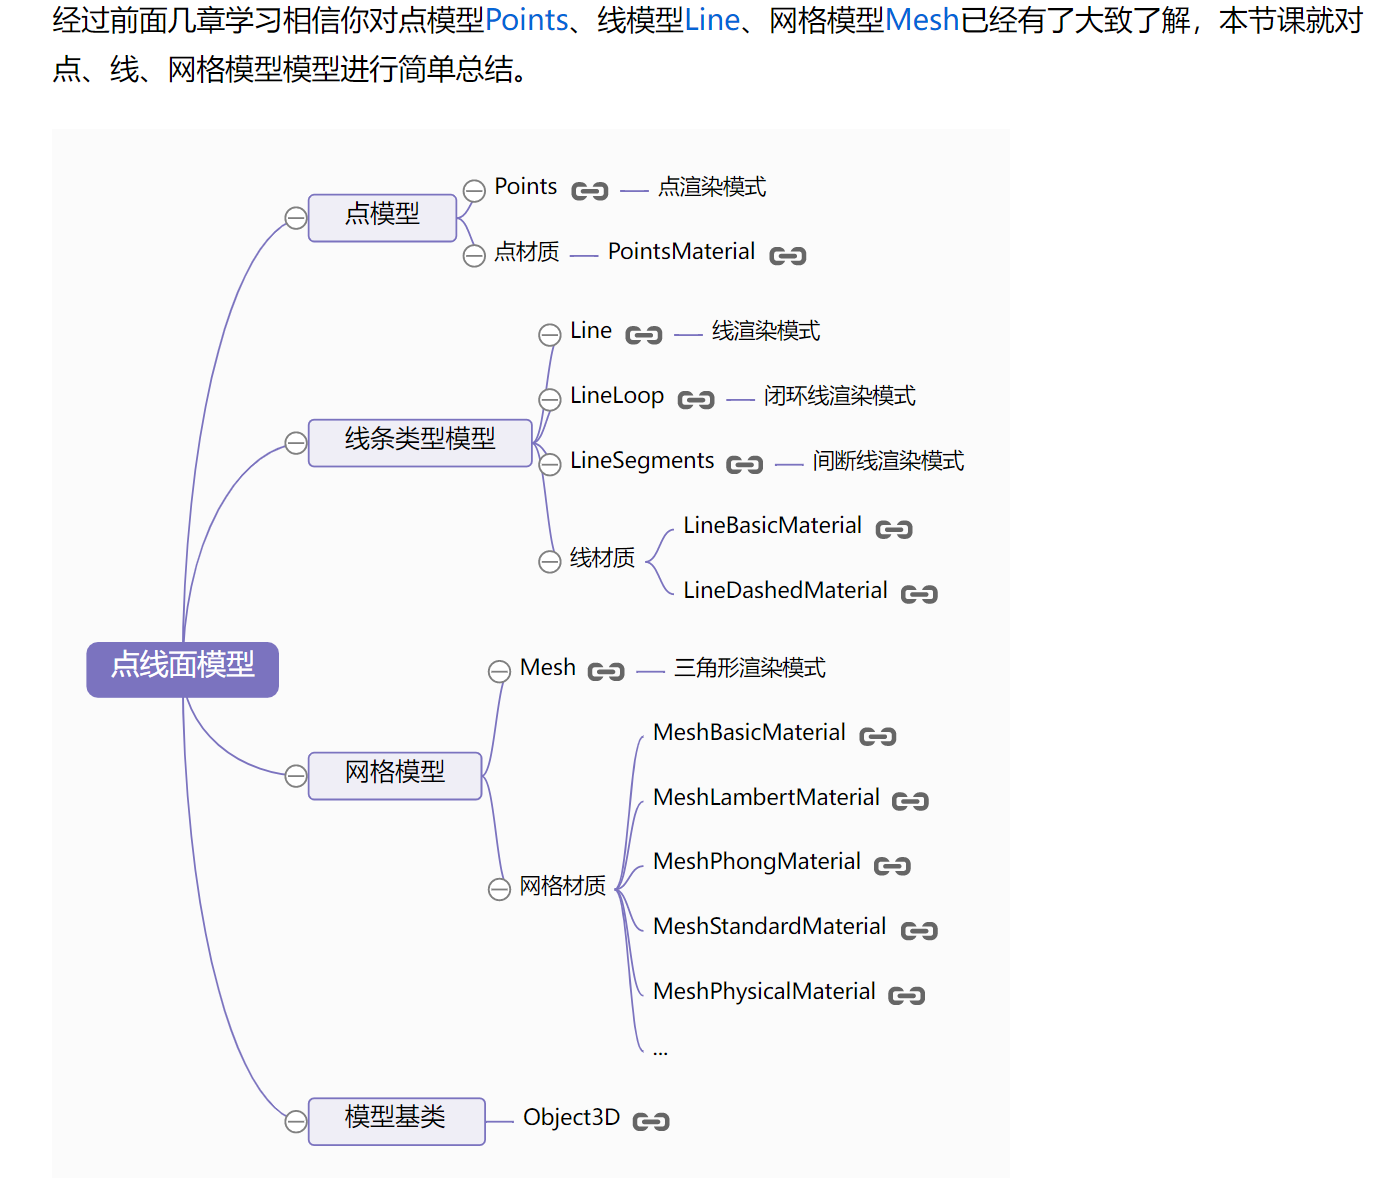 经过前面几章学习相信你对点模型Points、线模型Line、网格模型Mesh已经有了大致了解，本节课就对
点、线、网格模型模型进行简单总结。
点线面模型
点模型
Points
点渲染模式
点材质
PointsMaterial
线条类型模型
Line
线渲染模式
LineLoop
闭环线渲染模式
LineSegments
间断线渲染模式
线材质
LineBasicMaterial
LineDashedMaterial
网格模型
Mesh
三角形渲染模式
网格材质
MeshBasicMaterial
MeshLambertMaterial
MeshPhongMaterial
MeshStandardMaterial
MeshPhysicalMaterial
...
模型基类
Object3D